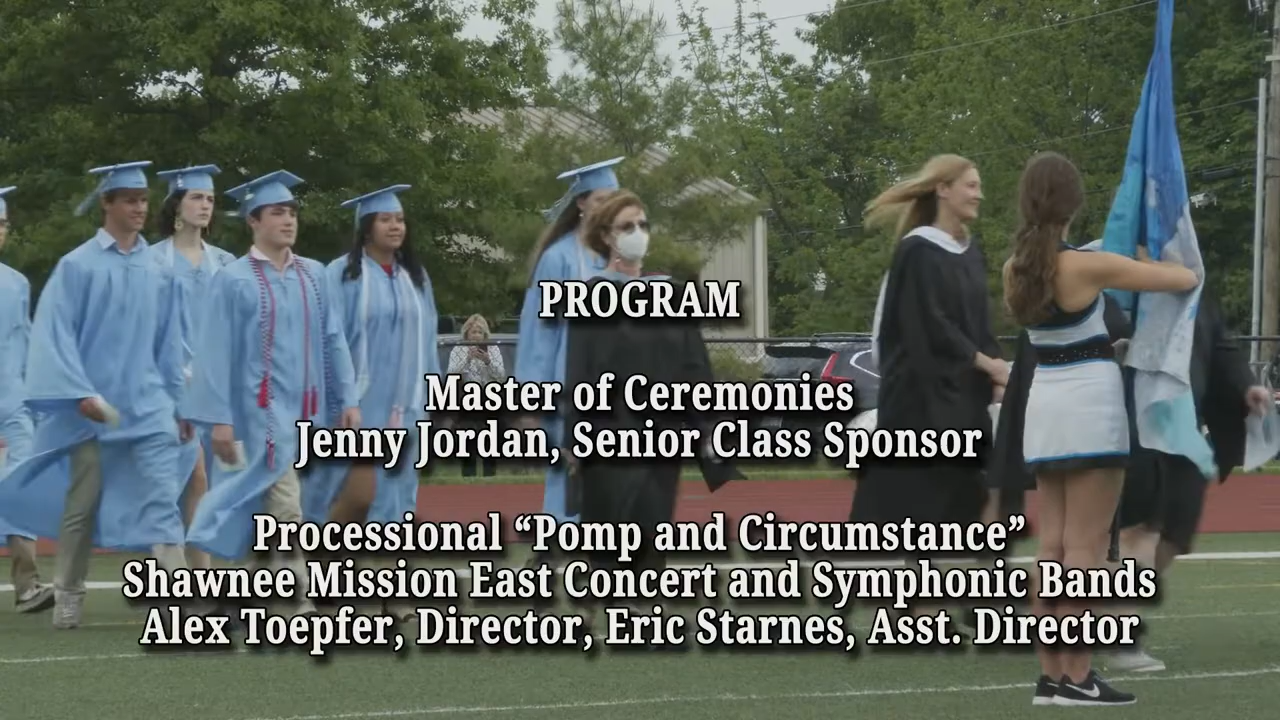 PROGRAM
Master of Ceremonies
Jenny Jordan, Senior Class Sponsor
Processional “Pomp and Circumstance”
Shawnee Mission East Concert and Symphonic Bands
Alex Toepfer, Director, Eric Starnes, Asst. Director